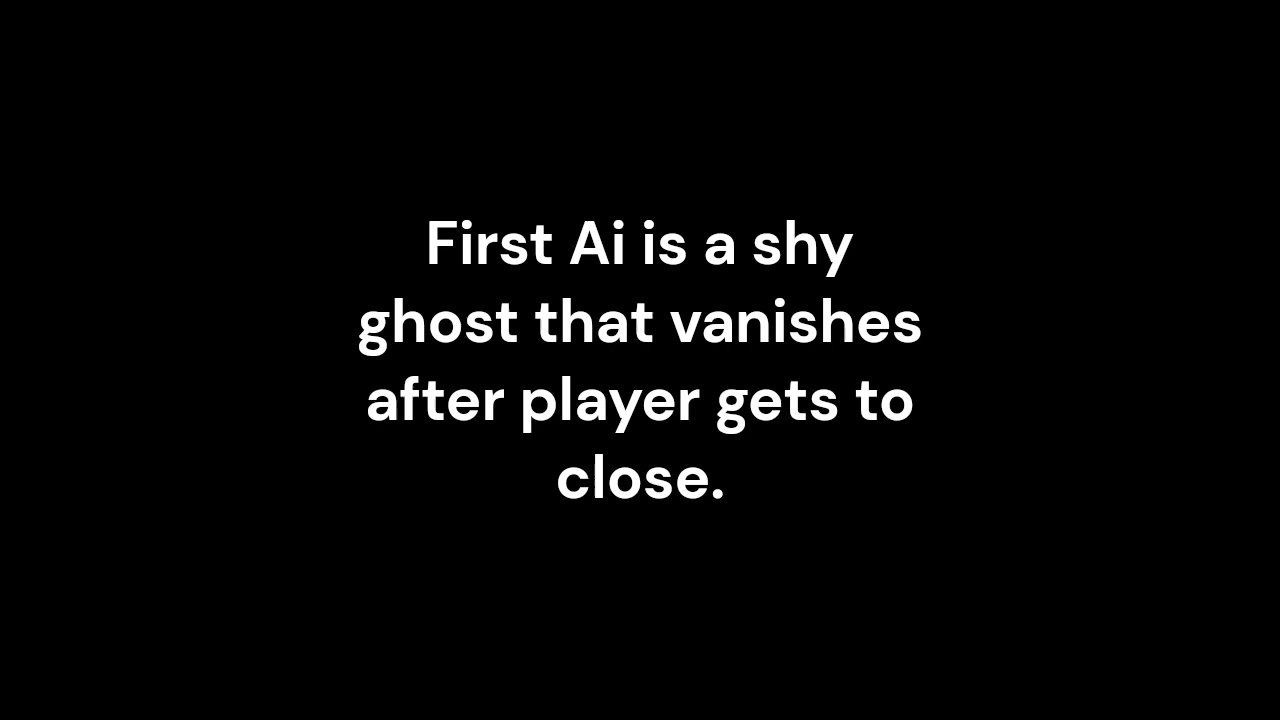 First Ai is a shy
ghost that vanishes
after player gets to
close.